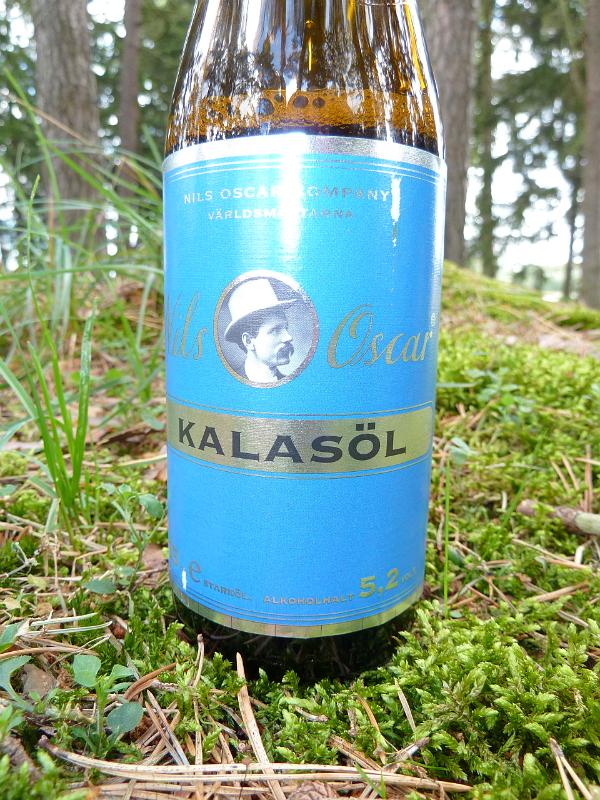 NILS OSCAR COMPANY
VÄRLDSMÄSTARNA
Nils Oscar®
KALASÖL
e STARKÖL. ALKOHOLHALT 5,2